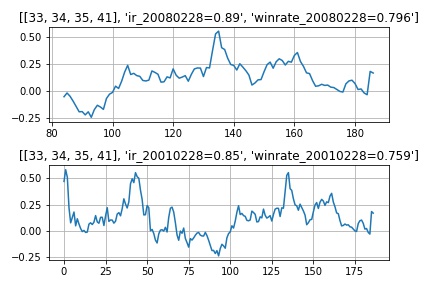 [[33, 34, 35, 41], 'ir_20080228=0.89', 'winrate_20080228=0.796']
0.50
0.25
0.00
−0.25
80 100 120 140 160 180
[[33, 34, 35, 41], 'ir_20010228=0.85', 'winrate_20010228=0.759']
0.50
0.25
0.00
−0.25
0 25 50 75 100 125 150 175